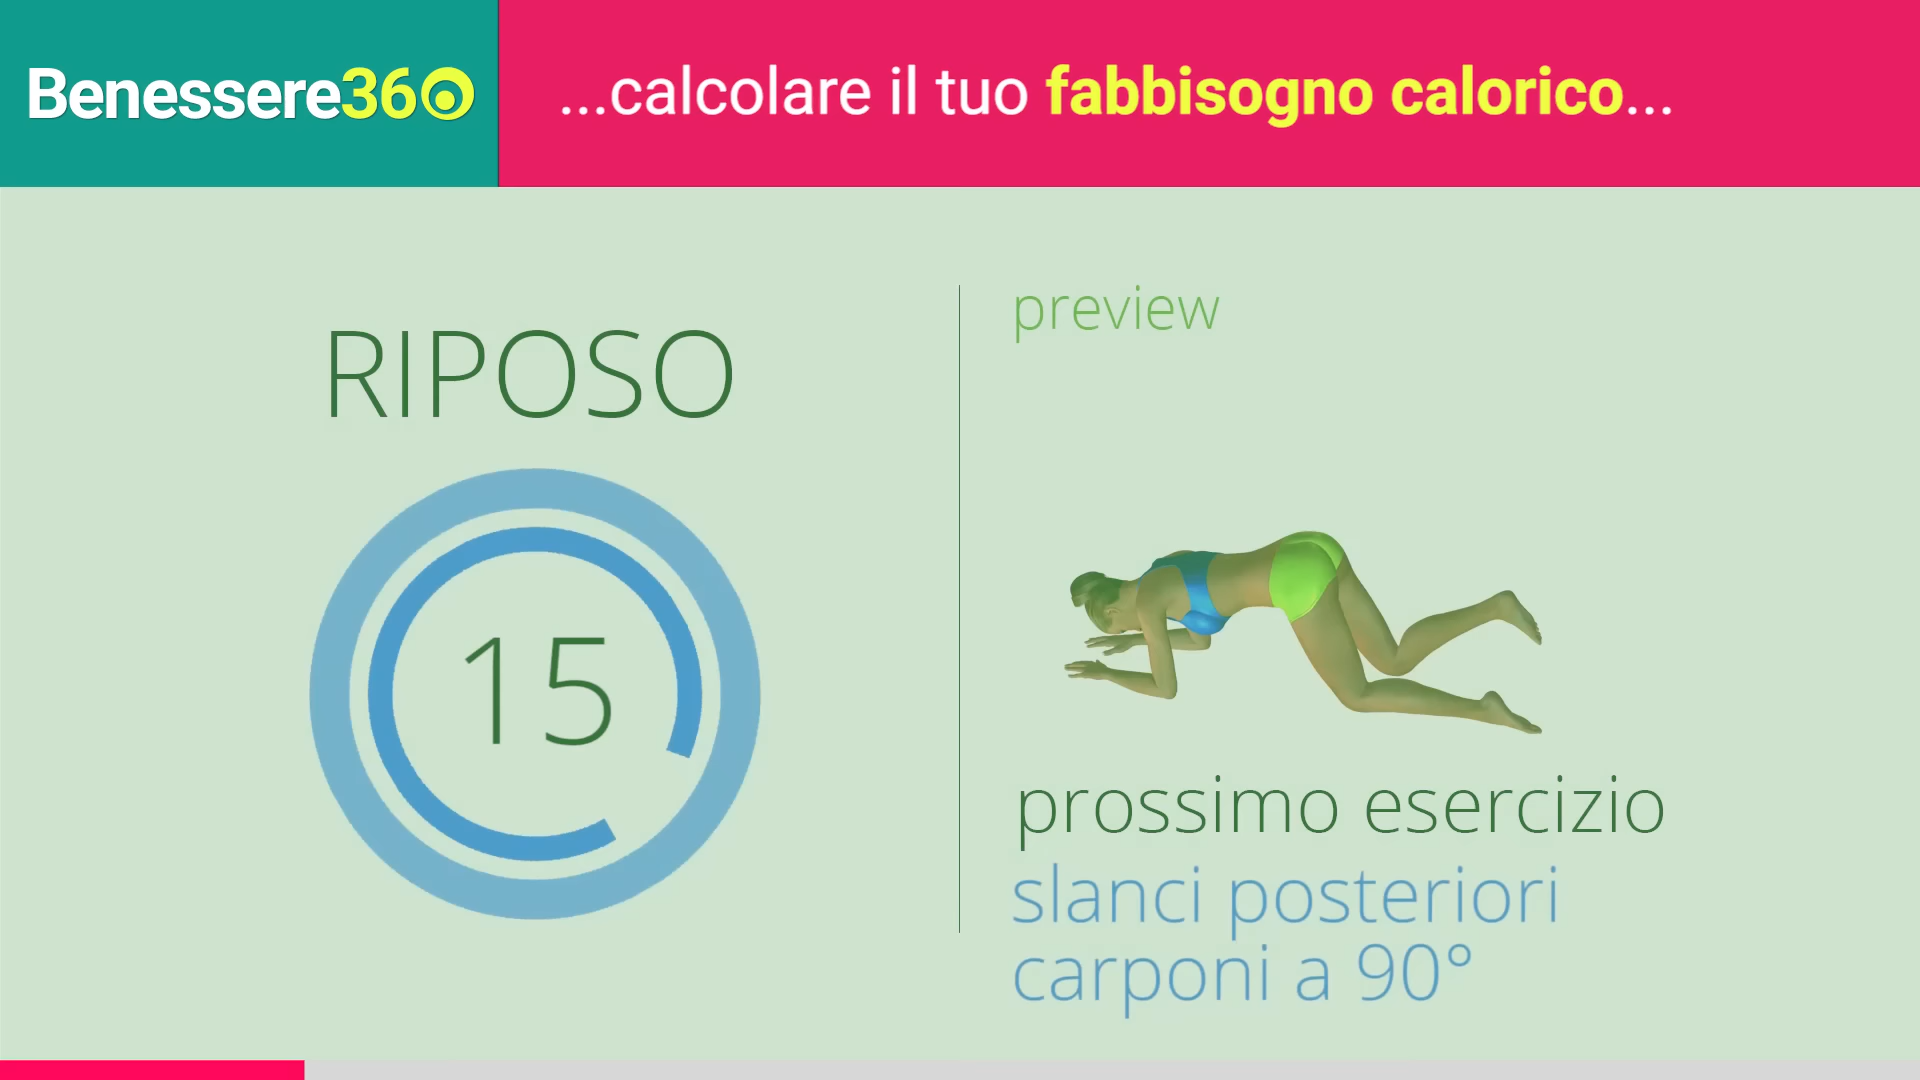 Benessere360
...calcolare il tuo fabbisogno calorico...
RIPOSO
15
preview
prossimo esercizio
slanci posteriori
carponi a 90°